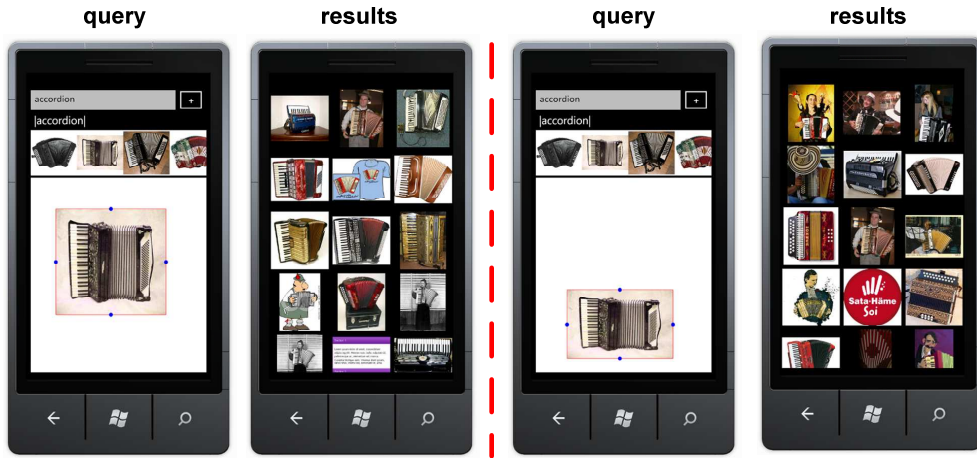 query
results
query
results
accordion
+
|accordion|
accordion
+
|accordion|
Sata-Häme
Soi